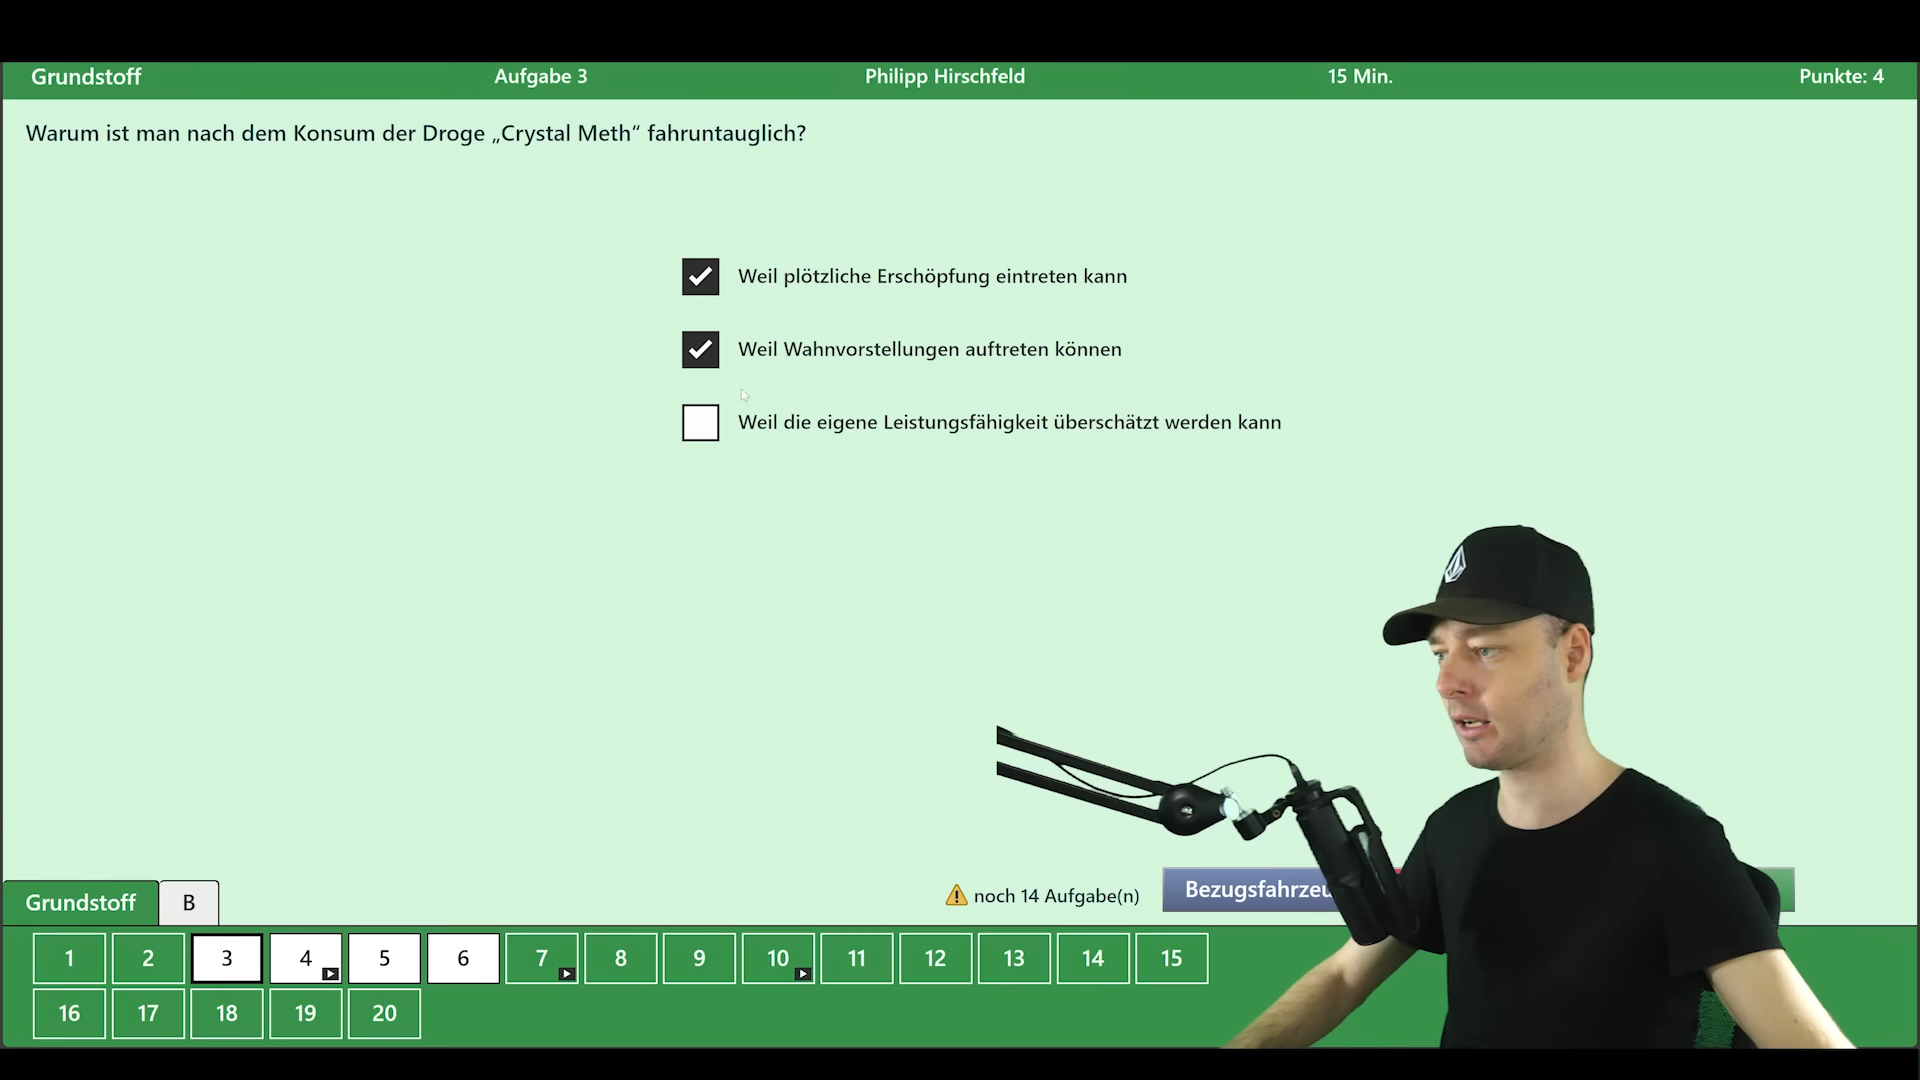 Grundstoff Aufgabe 3 Philipp Hirschfeld 15 Min. Punkte: 4
Warum ist man nach dem Konsum der Droge „Crystal Meth“ fahruntauglich?
Weil plötzliche Erschöpfung eintreten kann
Weil Wahnvorstellungen auftreten können
Weil die eigene Leistungsfähigkeit überschätzt werden kann
Grundstoff B noch 14 Aufgabe(n)
1 2 3 4 5 6 7 8 9 10 11 12 13 14 15
16 17 18 19 20